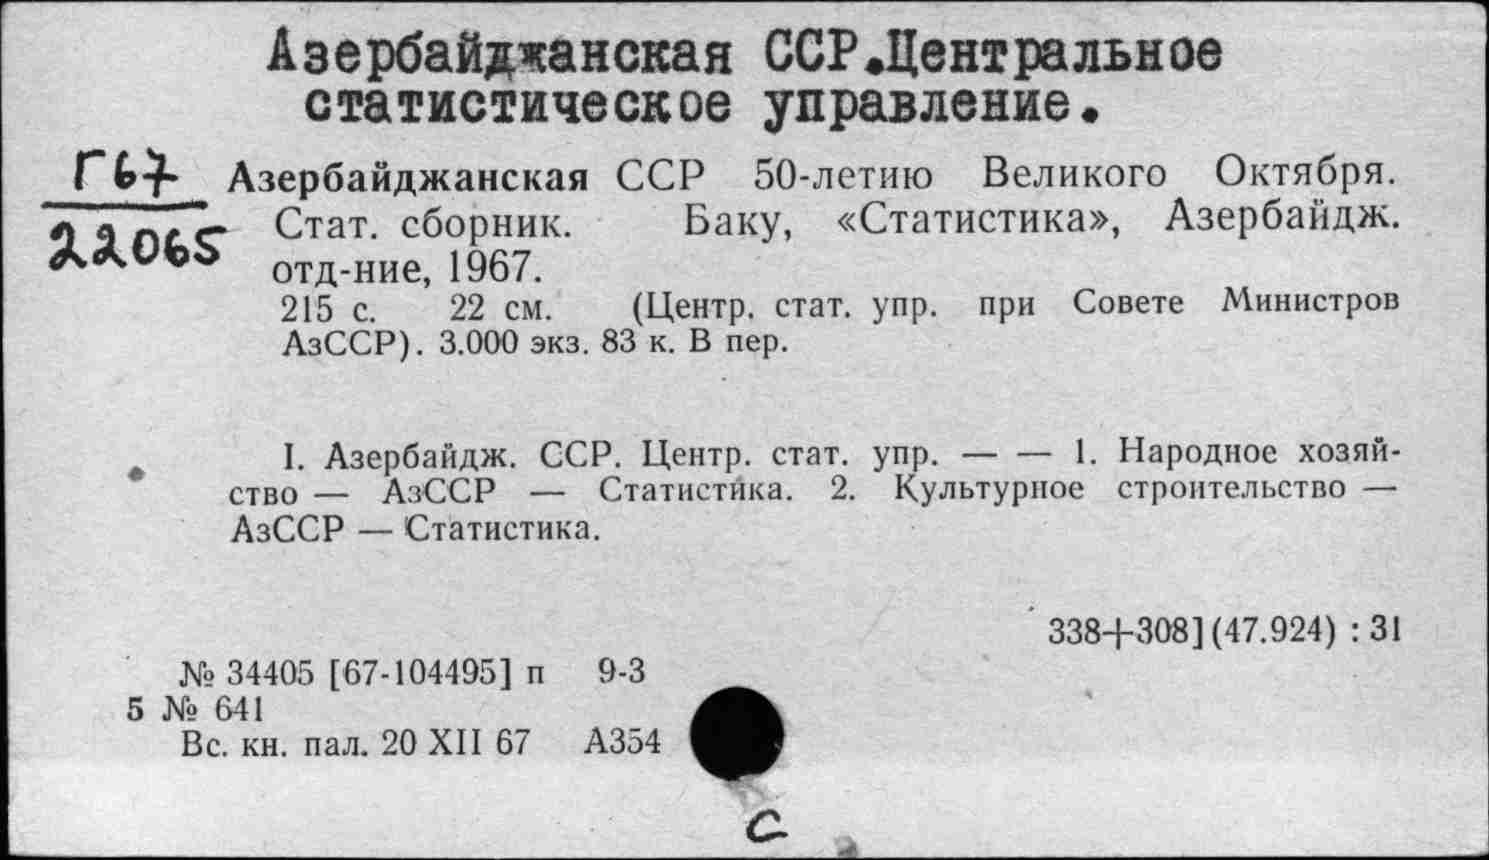 Азербайджанская ССР.Центральное
статистическое управление.
Г67
22065
Азербайджанская ССР 50-летию Великого Октября.
Стат. сборник. Баку, «Статистика», Азербайдж.
отд-ние, 1967.
215 с. 22 см. (Центр. стат. упр. при Совете Министров
АзССР). 3.000 экз. 83 к. В пер.
I. Азербайдж. ССР. Центр. стат. упр. — — 1. Народное хозяй-
ство — АзССР — Статистика. 2. Культурное строительство —
АзССР — Статистика.
338+308](47.924) : 31
№ 34405 [67-104495] п 9-3
5 № 641
Вс. кн. пал. 20 XII 67 А354
С